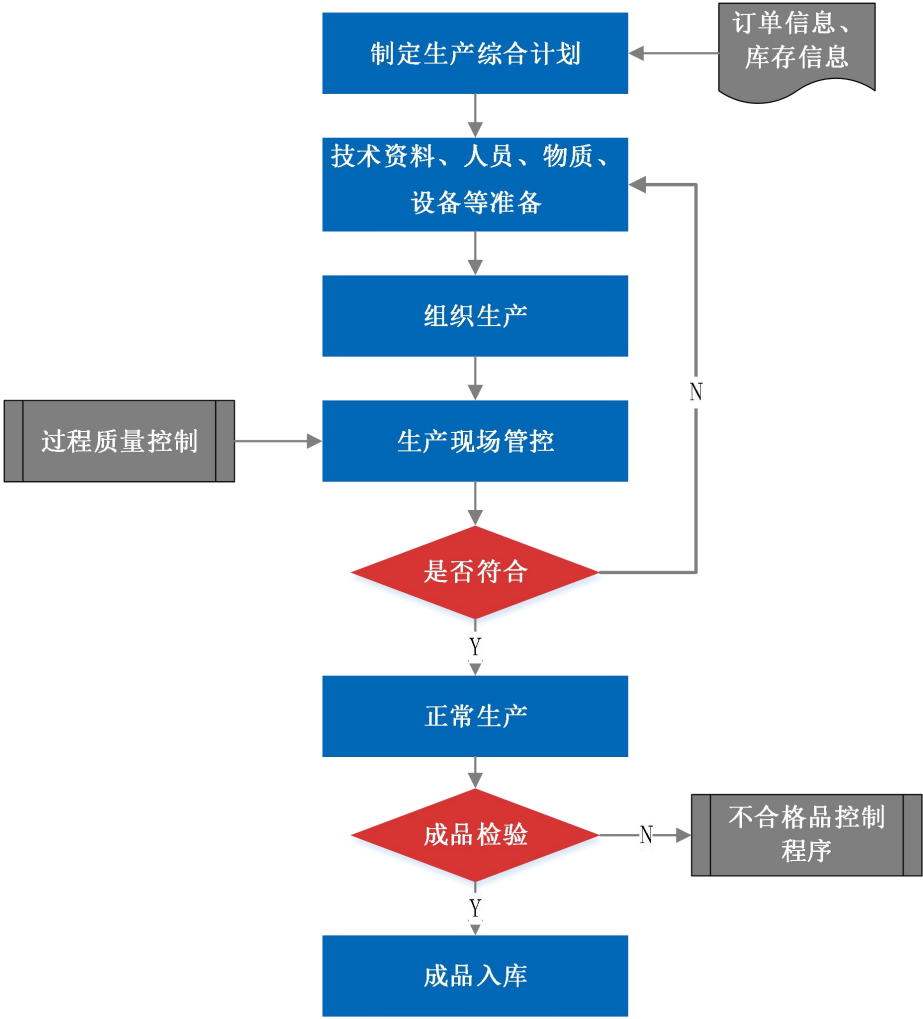 制定生产综合计划
订单信息、
库存信息
技术资料、人员、物质、
设备等准备
组织生产
N
过程质量控制
生产现场管控
是否符合
Y
正常生产
成品检验
N
不合格品控制
程序
Y
成品入库